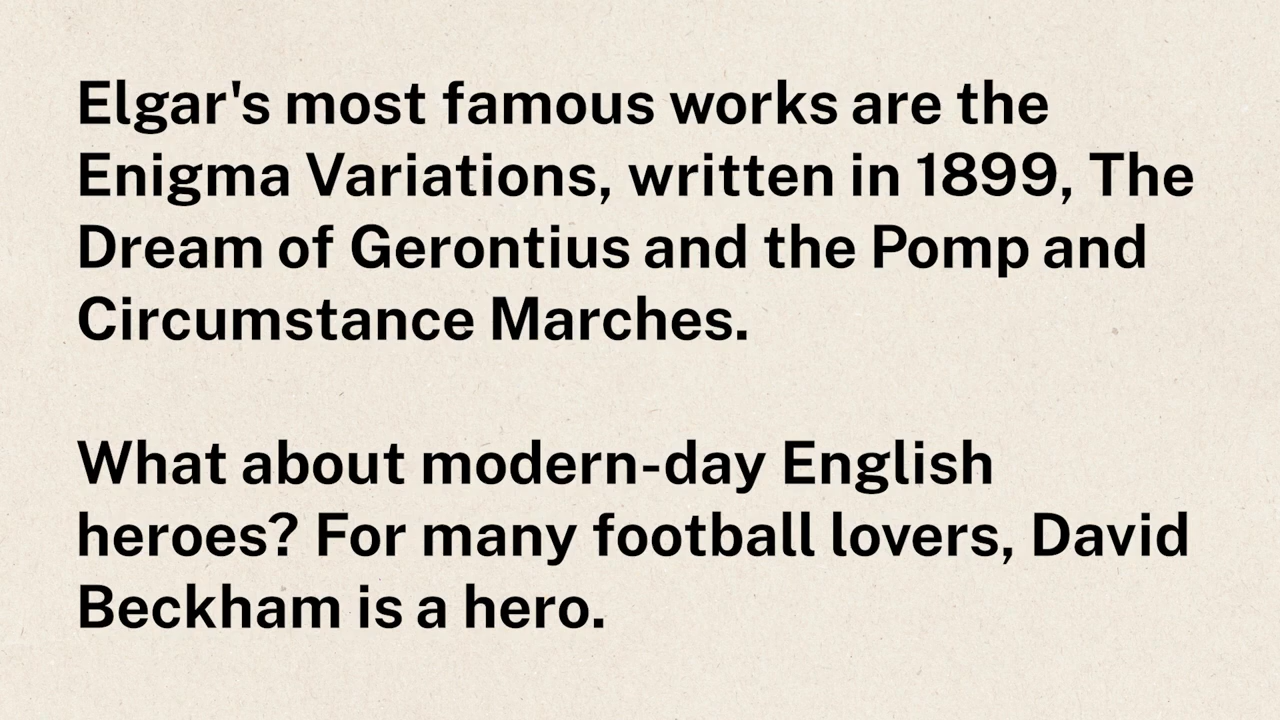 Elgar's most famous works are the
Enigma Variations, written in 1899, The
Dream of Gerontius and the Pomp and
Circumstance Marches.
What about modern-day English
heroes? For many football lovers, David
Beckham is a hero.